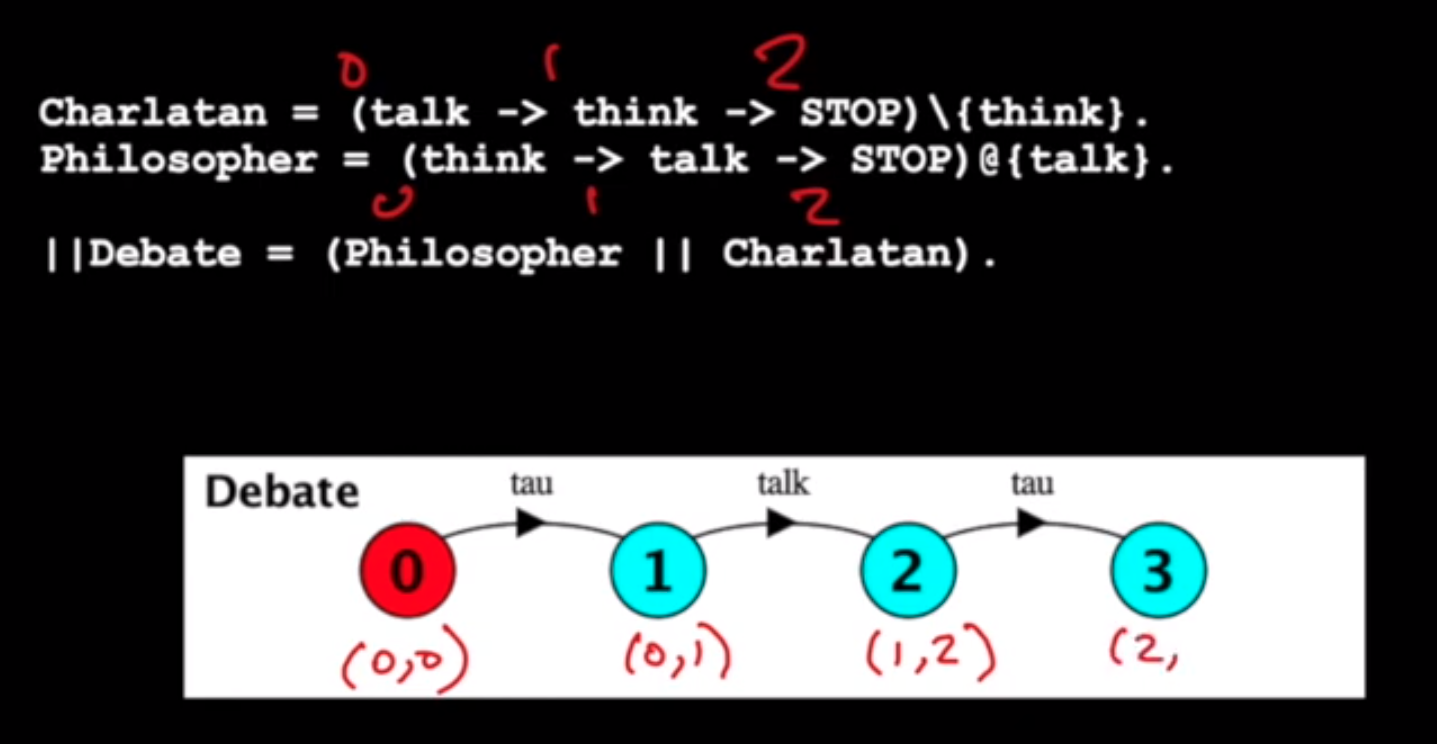 0 1 2
Charlatan = (talk -> think -> STOP)\{think}.
Philosopher = (think -> talk -> STOP)@{talk}.
0 1 2
||Debate = (Philosopher || Charlatan).
Debate
tau talk tau
0 1 2 3
(0,0) (0,1) (1,2) (2,